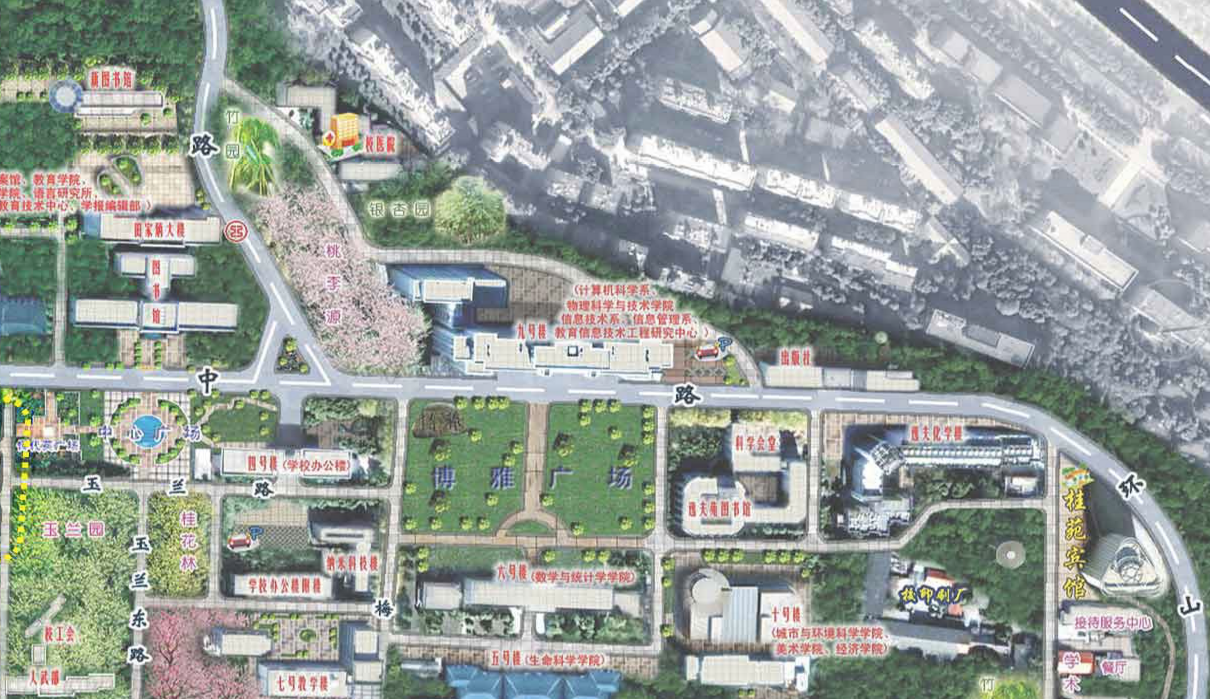 新图书馆
路
竹园
校医院
案馆、教育学院、
学院、语言研究所、
教育技术中心、学报编辑部 )
田家炳大楼
银杏园
桃李源
图书馆
(计算机科学系、
物理科学与技术学院
信息技术系、信息管理系、
教育信息技术工程研究中心 )
九号楼
P
出版社
中
路
中心广场
四号楼 (学校办公楼)
博雅广场
科学会堂
逸夫化学楼
逸夫苑图书馆
玉兰路
玉兰园
桂花林
P
纳米科技楼
学校办公楼附楼
六号楼 (数学与统计学学院)
桂苑宾馆
环
山
校印刷厂
玉兰东路
梅
十号楼
(城市与环境科学学院、
美术学院、经济学院)
接待服务中心
学术
餐厅
校工会
人武部
五号楼 (生命科学学院)
七号教学楼
竹